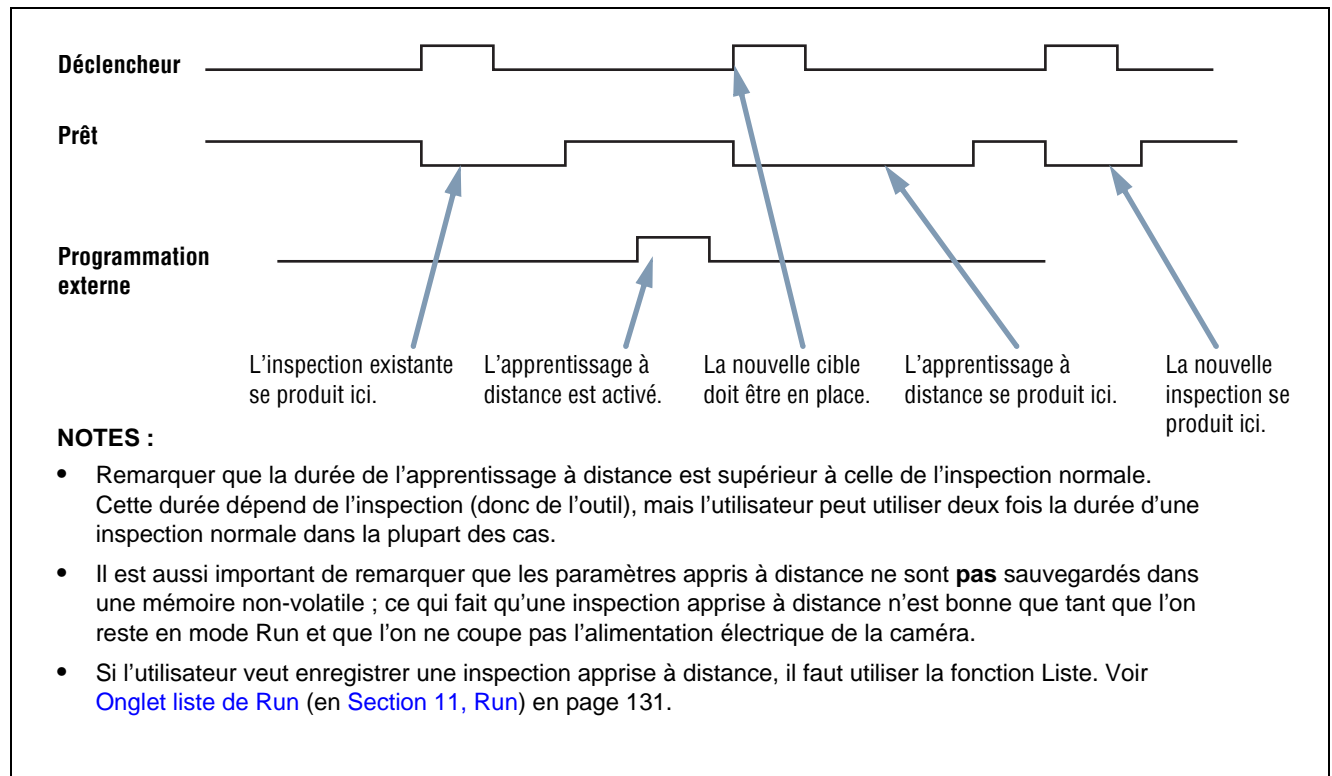 Déclencheur
Prêt
Programmation
externe
L'inspection existante
se produit ici.
L'apprentissage à
distance est activé.
La nouvelle cible
doit être en place.
L'apprentissage à
distance se produit ici.
La nouvelle
inspection se
produit ici.
NOTES :
• Remarquer que la durée de l'apprentissage à distance est supérieur à celle de l'inspection normale.
Cette durée dépend de l'inspection (donc de l'outil), mais l'utilisateur peut utiliser deux fois la durée d'une
inspection normale dans la plupart des cas.
• Il est aussi important de remarquer que les paramètres appris à distance ne sont pas sauvegardés dans
une mémoire non-volatile ; ce qui fait qu'une inspection apprise à distance n'est bonne que tant que l'on
reste en mode Run et que l'on ne coupe pas l'alimentation électrique de la caméra.
• Si l'utilisateur veut enregistrer une inspection apprise à distance, il faut utiliser la fonction Liste. Voir
Onglet liste de Run (en Section 11, Run) en page 131.